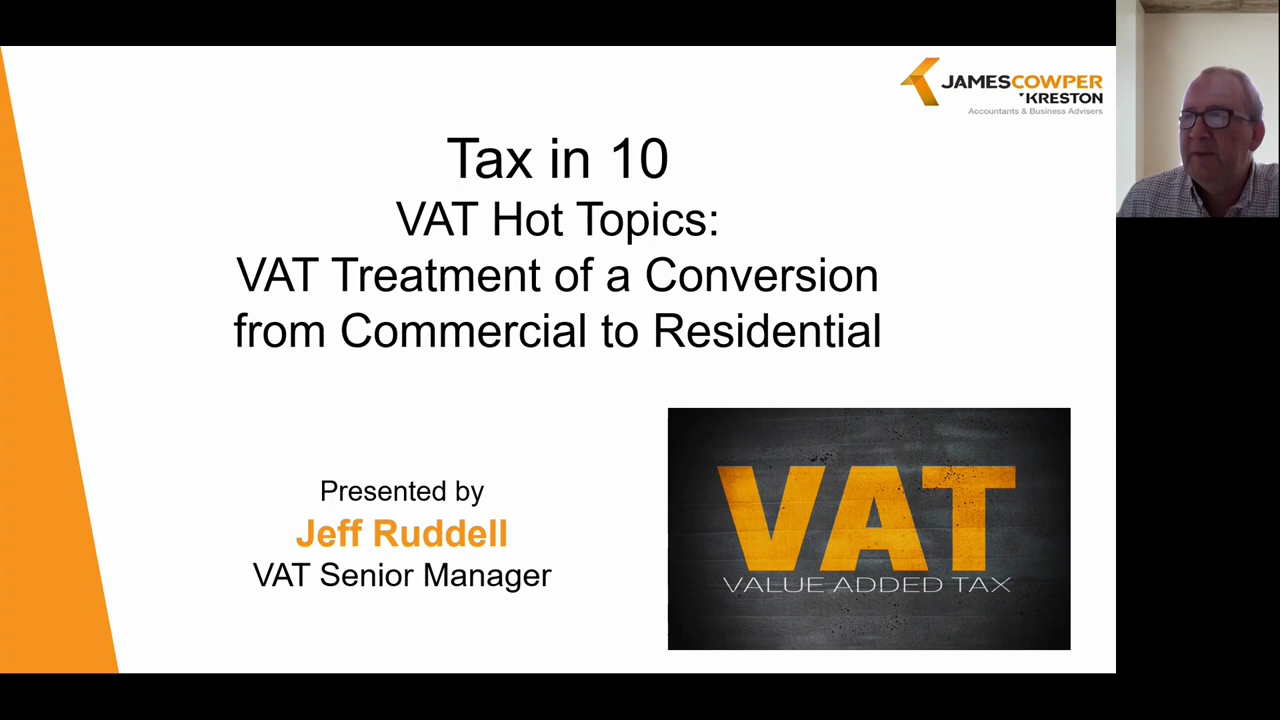 JAMESCOWPER
KRESTON
Accountants & Business Advisers
Tax in 10
VAT Hot Topics:
VAT Treatment of a Conversion
from Commercial to Residential
Presented by
Jeff Ruddell
VAT Senior Manager
VAT
VALUE ADDED TAX